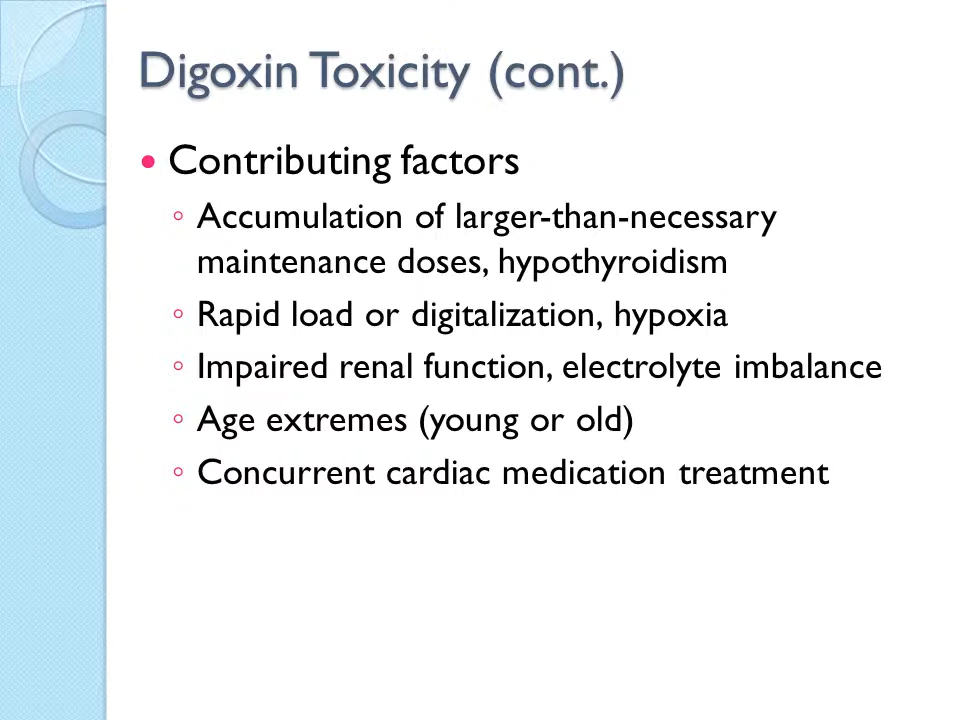 Digoxin Toxicity (cont.)
• Contributing factors
◦ Accumulation of larger-than-necessary
maintenance doses, hypothyroidism
◦ Rapid load or digitalization, hypoxia
◦ Impaired renal function, electrolyte imbalance
◦ Age extremes (young or old)
◦ Concurrent cardiac medication treatment